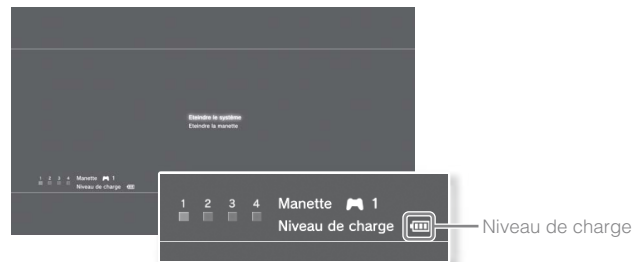 Eteindre le système
Eteindre la manette
1 2 3 4 Manette 1
Niveau de charge
1 2 3 4 Manette 1
Niveau de charge
Niveau de charge